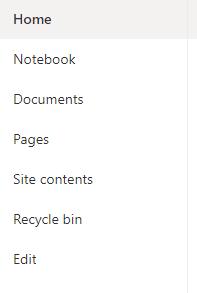 Home
Notebook
Documents
Pages
Site contents
Recycle bin
Edit